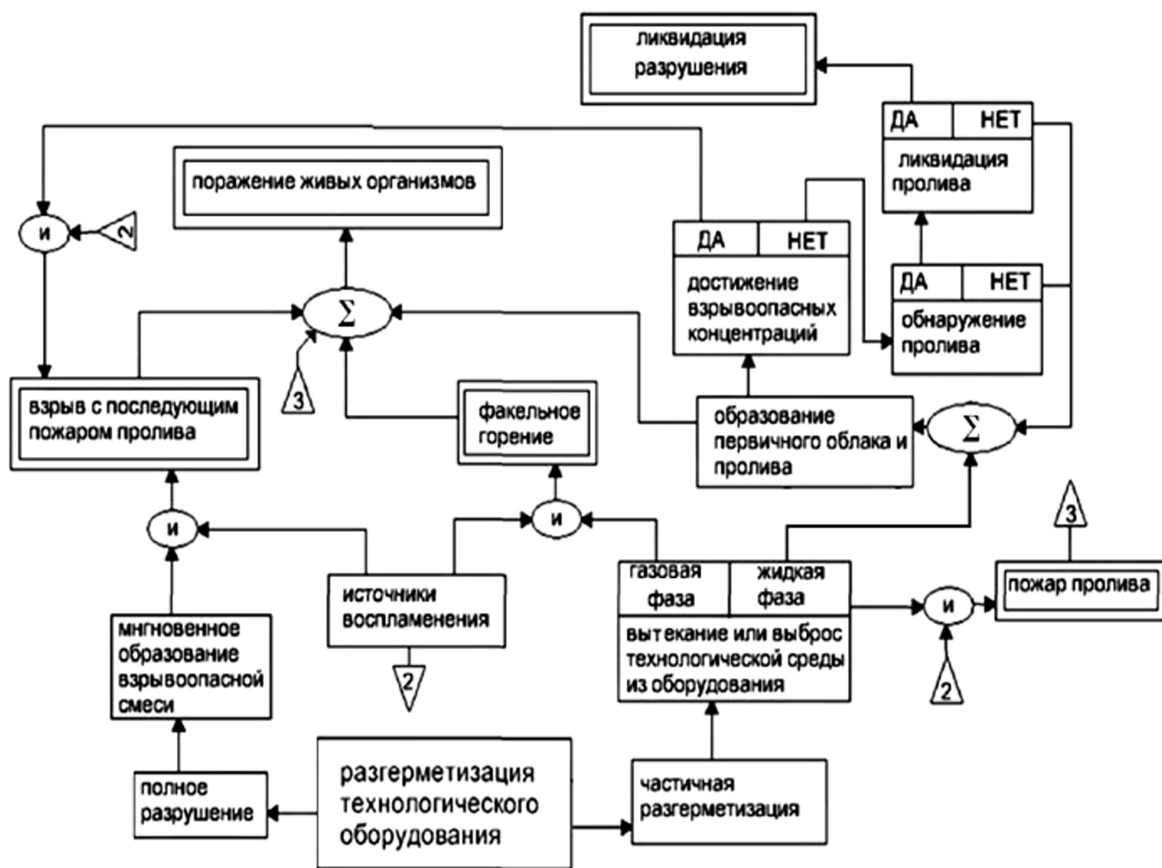 ликвидация
разрушения
ДА НЕТ
ликвидация
пролива
поражение живых организмов
и
2
ДА НЕТ
достижение
взрывоопасных
концентраций
ДА НЕТ
обнаружение
пролива
Σ
3
взрыв с последующим
пожаром пролива
факельное
горение
образование
первичного облака и
пролива
Σ
и
и
3
источники
воспламенения
2
газовая
фаза
жидкая
фаза
вытекание или выброс
технологической среды
из оборудования
и
2
пожар пролива
мнгновенное
образование
взрывоопасной
смеси
полное
разрушение
разгерметизация
технологического
оборудования
частичная
разгерметизация